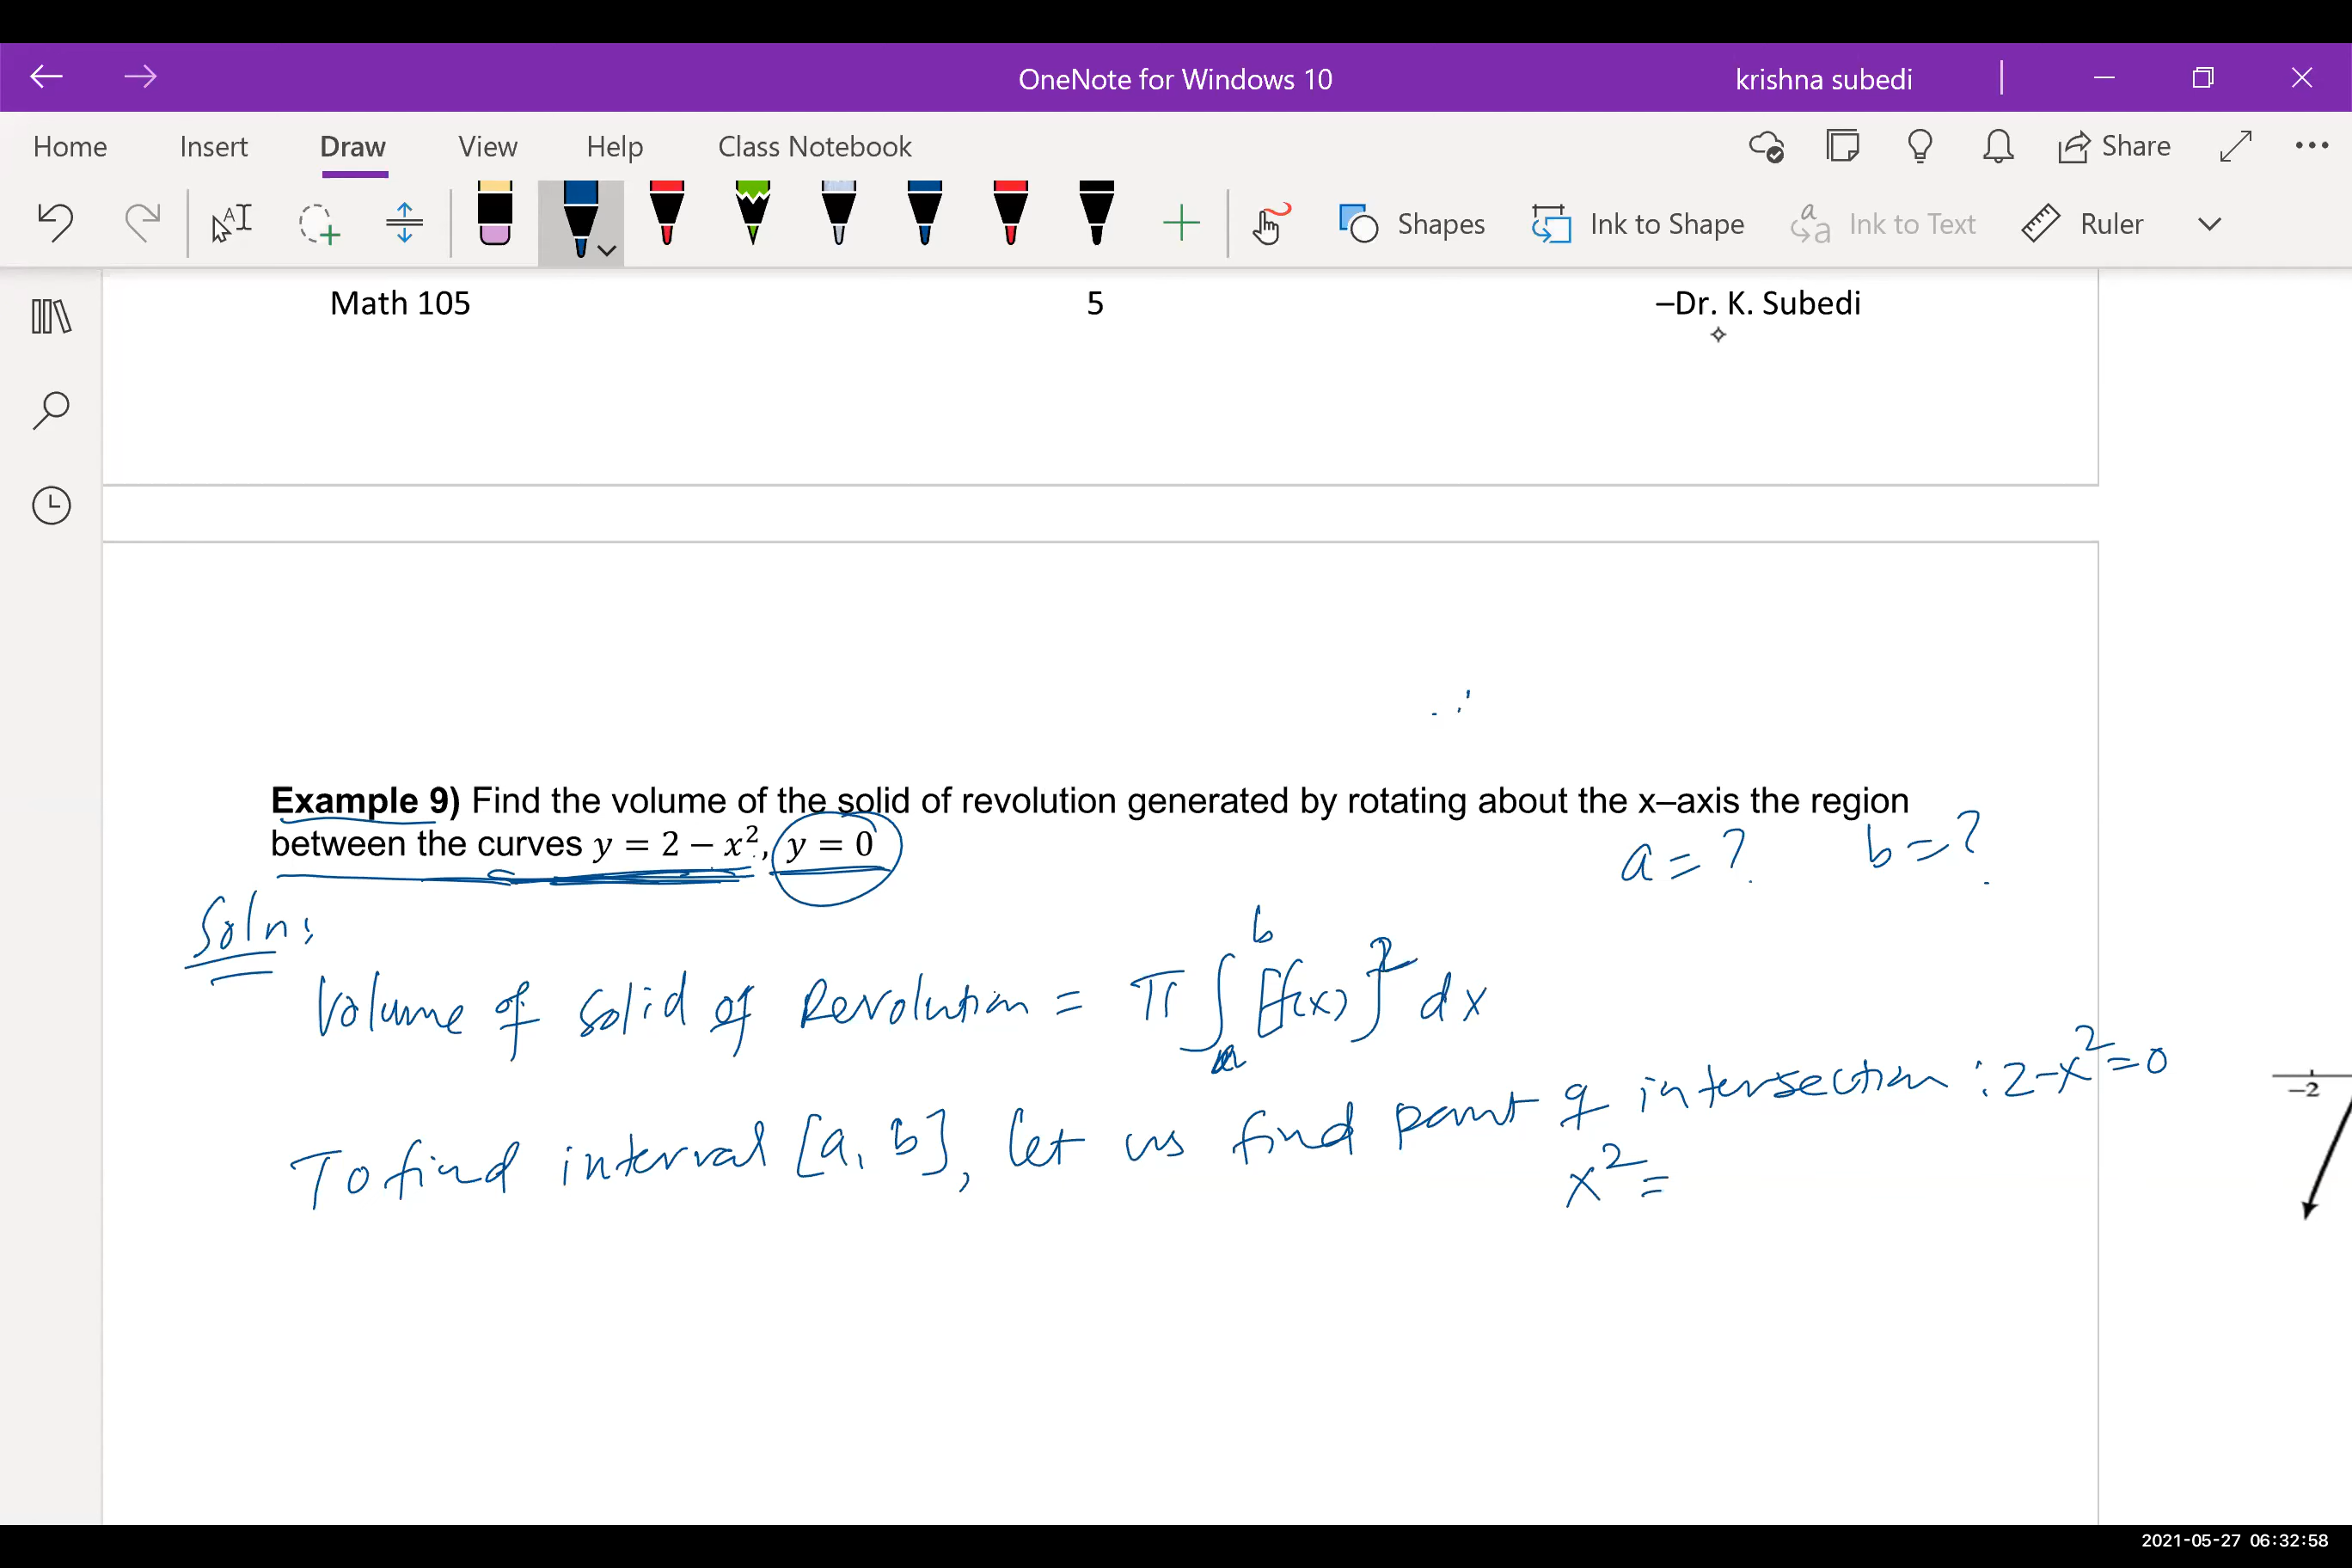 OneNote for Windows 10
krishna subedi
Home Insert Draw View Help Class Notebook Share
Shapes Ink to Shape Ink to Text Ruler
Math 105 5 –Dr. K. Subedi
Example 9) Find the volume of the solid of revolution generated by rotating about the x–axis the region
between the curves y = 2 − x², y = 0
a = ? b = ?
Soln:
Volume of Solid of Revolution = π ∫ₐᵇ [f(x)]² dx
To find interval [a, b], let us find point of intersection : 2 − x² = 0
x² =
−2
2021-05-27 06:32:58